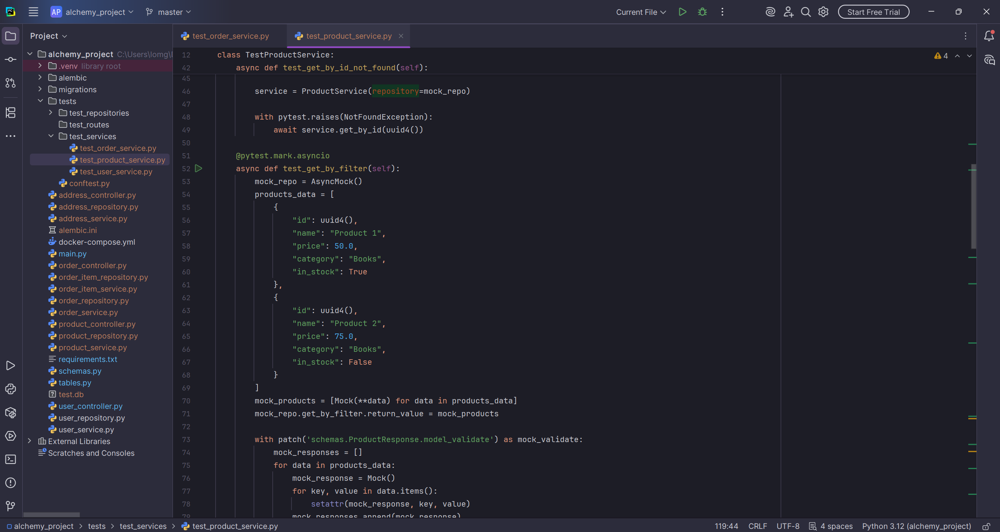 PC
AP alchemy_project master Current File Start Free Trial
Project
alchemy_project C:\Users\lomg\
.venv library root
alembic
migrations
tests
test_repositories
test_routes
test_services
test_order_service.py
test_product_service.py
test_user_service.py
conftest.py
address_controller.py
address_repository.py
address_service.py
alembic.ini
docker-compose.yml
main.py
order_controller.py
order_item_repository.py
order_item_service.py
order_repository.py
order_service.py
product_controller.py
product_repository.py
product_service.py
requirements.txt
schemas.py
tables.py
test.db
user_controller.py
user_repository.py
user_service.py
External Libraries
Scratches and Consoles
test_order_service.py test_product_service.py
4
12 class TestProductService:
42 async def test_get_by_id_not_found(self):
45
46 service = ProductService(repository=mock_repo)
47
48 with pytest.raises(NotFoundException):
49 await service.get_by_id(uuid4())
50
51 @pytest.mark.asyncio
52 async def test_get_by_filter(self):
53 mock_repo = AsyncMock()
54 products_data = [
55 {
56 "id": uuid4(),
57 "name": "Product 1",
58 "price": 50.0,
59 "category": "Books",
60 "in_stock": True
61 },
62 {
63 "id": uuid4(),
64 "name": "Product 2",
65 "price": 75.0,
66 "category": "Books",
67 "in_stock": False
68 }
69 ]
70 mock_products = [Mock(**data) for data in products_data]
71 mock_repo.get_by_filter.return_value = mock_products
72
73 with patch('schemas.ProductResponse.model_validate') as mock_validate:
74 mock_responses = []
75 for data in products_data:
76 mock_response = Mock()
77 for key, value in data.items():
78 setattr(mock_response, key, value)
79 mock_responses.append(mock_response)
alchemy_project > tests > test_services > test_product_service.py 119:44 CRLF UTF-8 4 spaces Python 3.12 (alchemy_project)